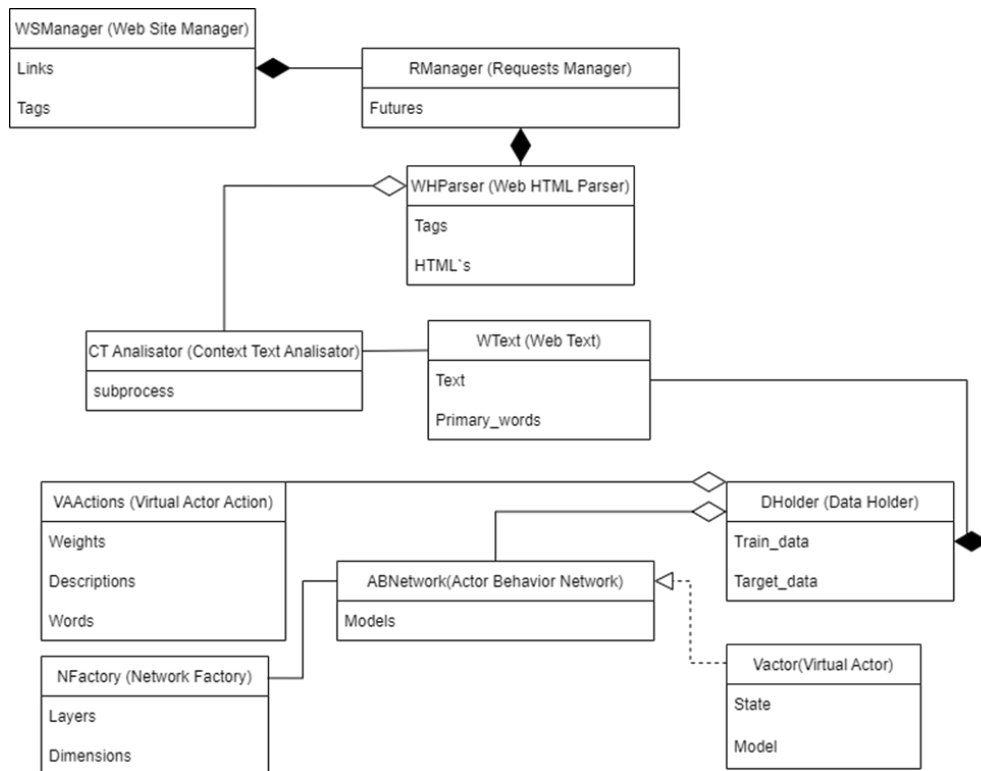 WSManager (Web Site Manager)
Links
Tags
RManager (Requests Manager)
Futures
WHParser (Web HTML Parser)
Tags
HTML`s
CT Analisator (Context Text Analisator)
subprocess
WText (Web Text)
Text
Primary_words
VAActions (Virtual Actor Action)
Weights
Descriptions
Words
DHolder (Data Holder)
Train_data
Target_data
ABNetwork(Actor Behavior Network)
Models
NFactory (Network Factory)
Layers
Dimensions
Vactor(Virtual Actor)
State
Model